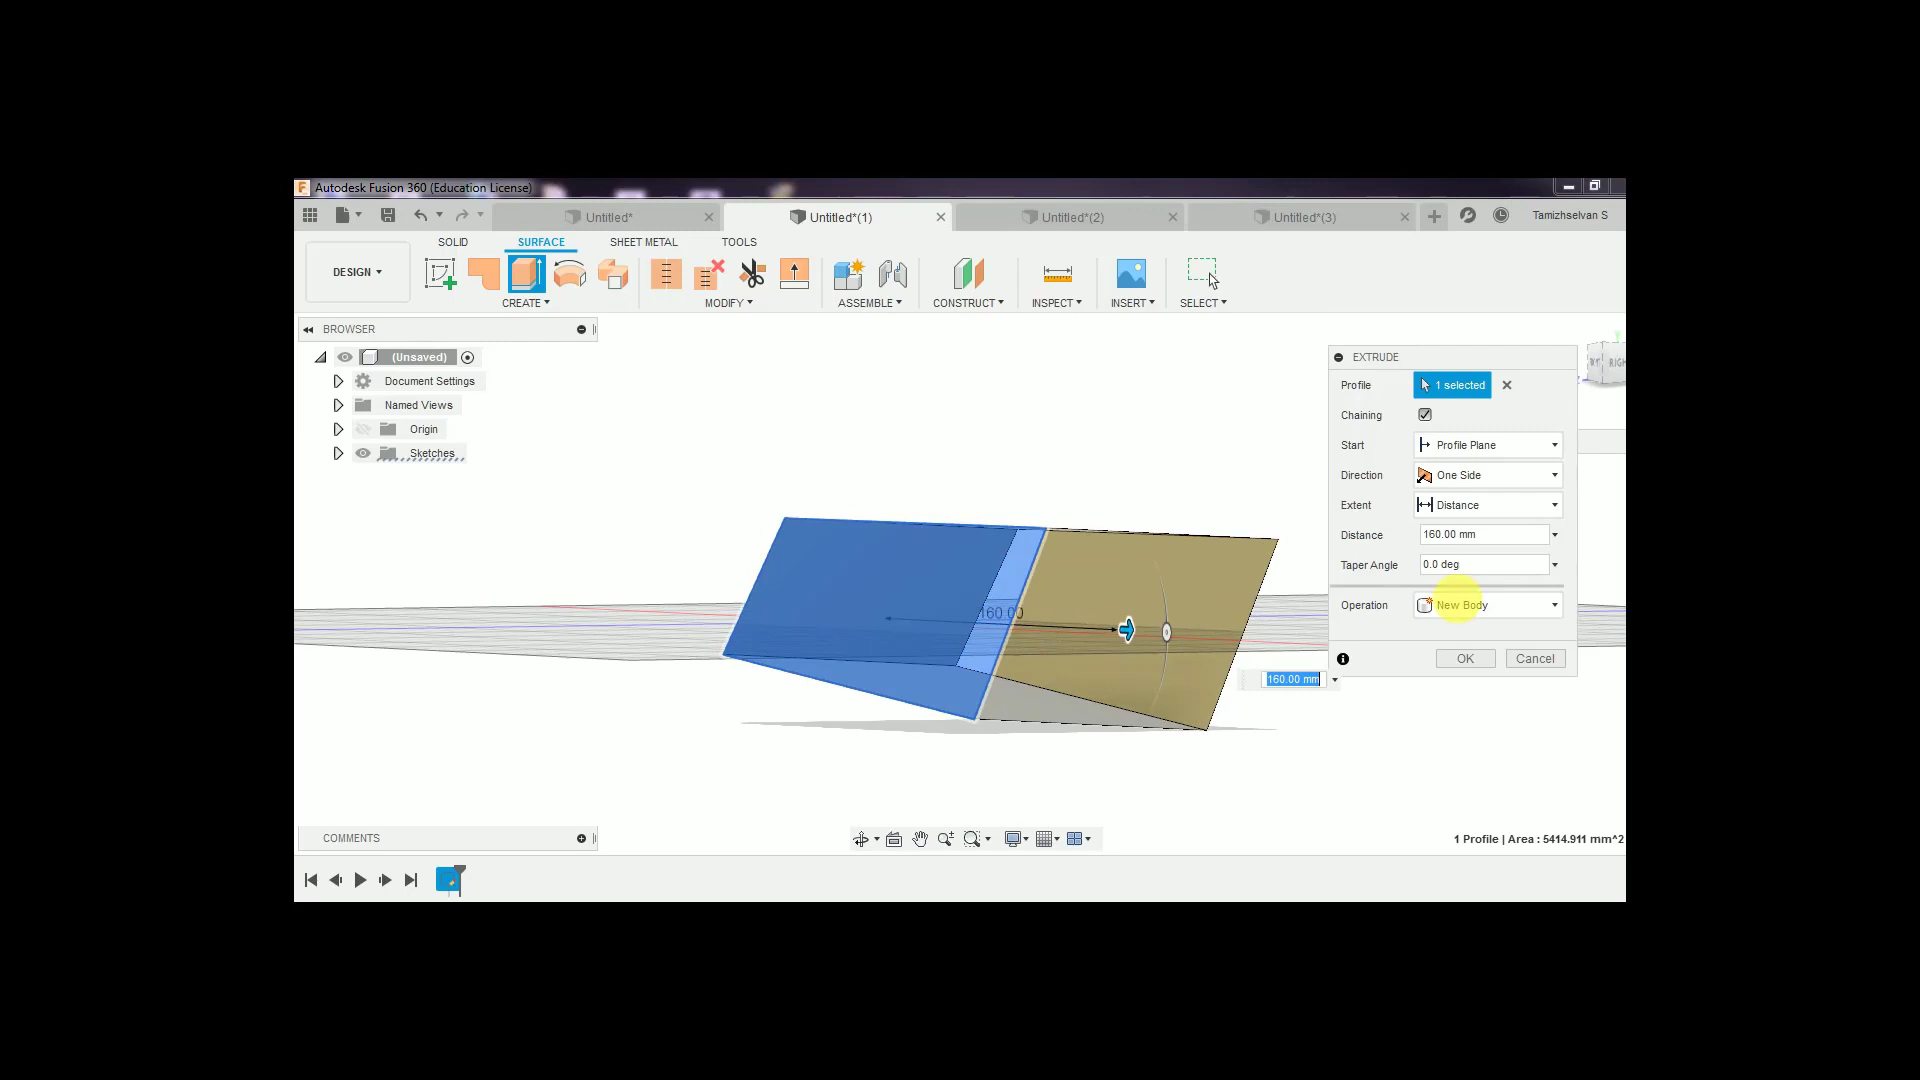 Autodesk Fusion 360 (Education License)
Untitled*
Untitled*(1)
Untitled*(2)
Untitled*(3)
Tamizhselvan S
DESIGN
SOLID
SURFACE
SHEET METAL
TOOLS
CREATE
MODIFY
ASSEMBLE
CONSTRUCT
INSPECT
INSERT
SELECT
BROWSER
(Unsaved)
Document Settings
Named Views
Origin
Sketches
EXTRUDE
Profile
1 selected
Chaining
Start
Profile Plane
Direction
One Side
Extent
Distance
Distance
160.00 mm
Taper Angle
0.0 deg
Operation
New Body
OK
Cancel
160.00
160.00 mm
COMMENTS
1 Profile | Area : 5414.911 mm^2